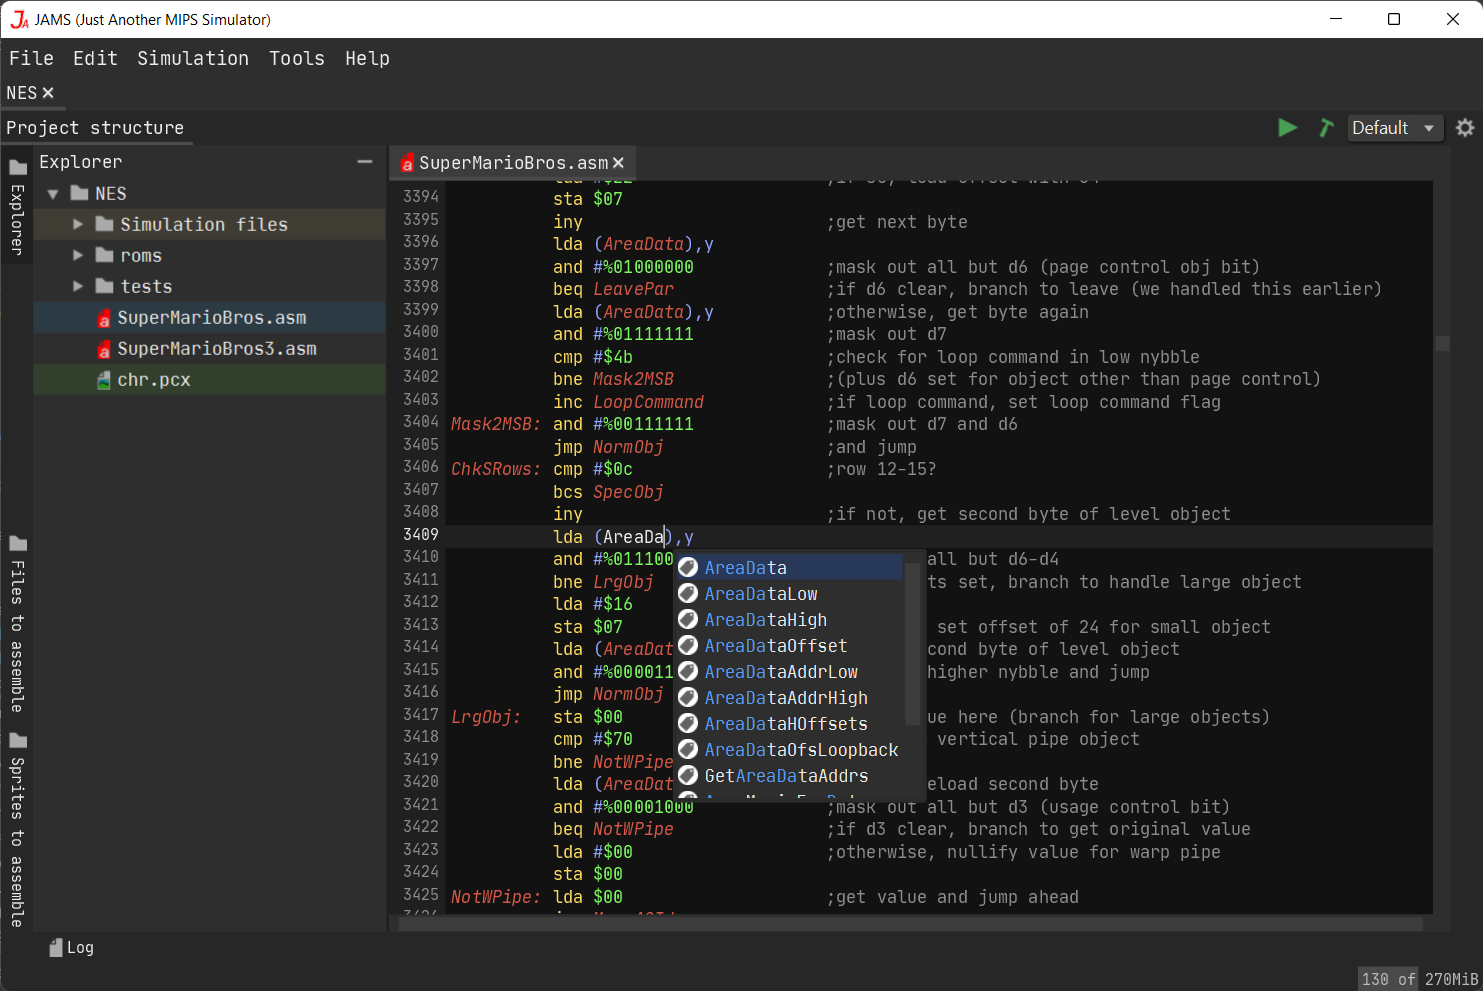 JAMS (Just Another MIPS Simulator)
File Edit Simulation Tools Help
NES
Project structure
Default
Explorer
Files to assemble
Sprites to assemble
Explorer
NES
Simulation files
roms
tests
SuperMarioBros.asm
SuperMarioBros3.asm
chr.pcx
SuperMarioBros.asm
3394 sta $07
3395 iny ;get next byte
3396 lda (AreaData),y
3397 and #%01000000 ;mask out all but d6 (page control obj bit)
3398 beq LeavePar ;if d6 clear, branch to leave (we handled this earlier)
3399 lda (AreaData),y ;otherwise, get byte again
3400 and #%01111111 ;mask out d7
3401 cmp #$4b ;check for loop command in low nybble
3402 bne Mask2MSB ;(plus d6 set for object other than page control)
3403 inc LoopCommand ;if loop command, set loop command flag
3404 Mask2MSB: and #%00111111 ;mask out d7 and d6
3405 jmp NormObj ;and jump
3406 ChkSRows: cmp #$0c ;row 12-15?
3407 bcs SpecObj
3408 iny ;if not, get second byte of level object
3409 lda (AreaDa),y
3410 and #%011100 all but d6-d4
3411 bne LrgObj ts set, branch to handle large object
3412 lda #$16
3413 sta $07 set offset of 24 for small object
3414 lda (AreaDat cond byte of level object
3415 and #%000011 higher nybble and jump
3416 jmp NormObj
3417 LrgObj: sta $00 ue here (branch for large objects)
3418 cmp #$70 vertical pipe object
3419 bne NotWPipe
3420 lda (AreaDat eload second byte
3421 and #%00001000 ;mask out all but d3 (usage control bit)
3422 beq NotWPipe ;if d3 clear, branch to get original value
3423 lda #$00 ;otherwise, nullify value for warp pipe
3424 sta $00
3425 NotWPipe: lda $00 ;get value and jump ahead
AreaData
AreaDataLow
AreaDataHigh
AreaDataOffset
AreaDataAddrLow
AreaDataAddrHigh
AreaDataHOffsets
AreaDataOfsLoopback
GetAreaDataAddrs
Log
130 of 270MiB